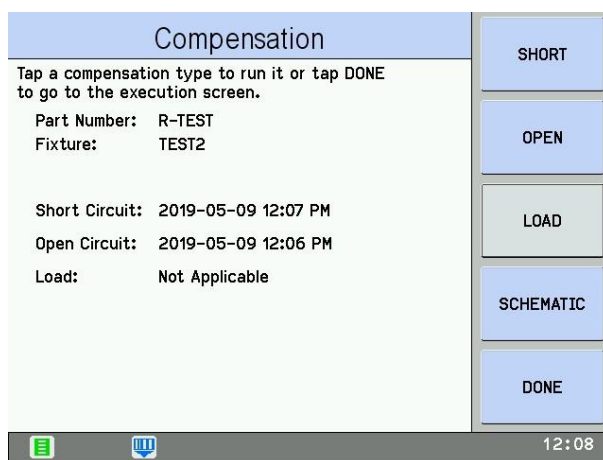 Compensation
Tap a compensation type to run it or tap DONE
to go to the execution screen.
Part Number: R-TEST
Fixture: TEST2
Short Circuit: 2019-05-09 12:07 PM
Open Circuit: 2019-05-09 12:06 PM
Load: Not Applicable
SHORT
OPEN
LOAD
SCHEMATIC
DONE
12:08